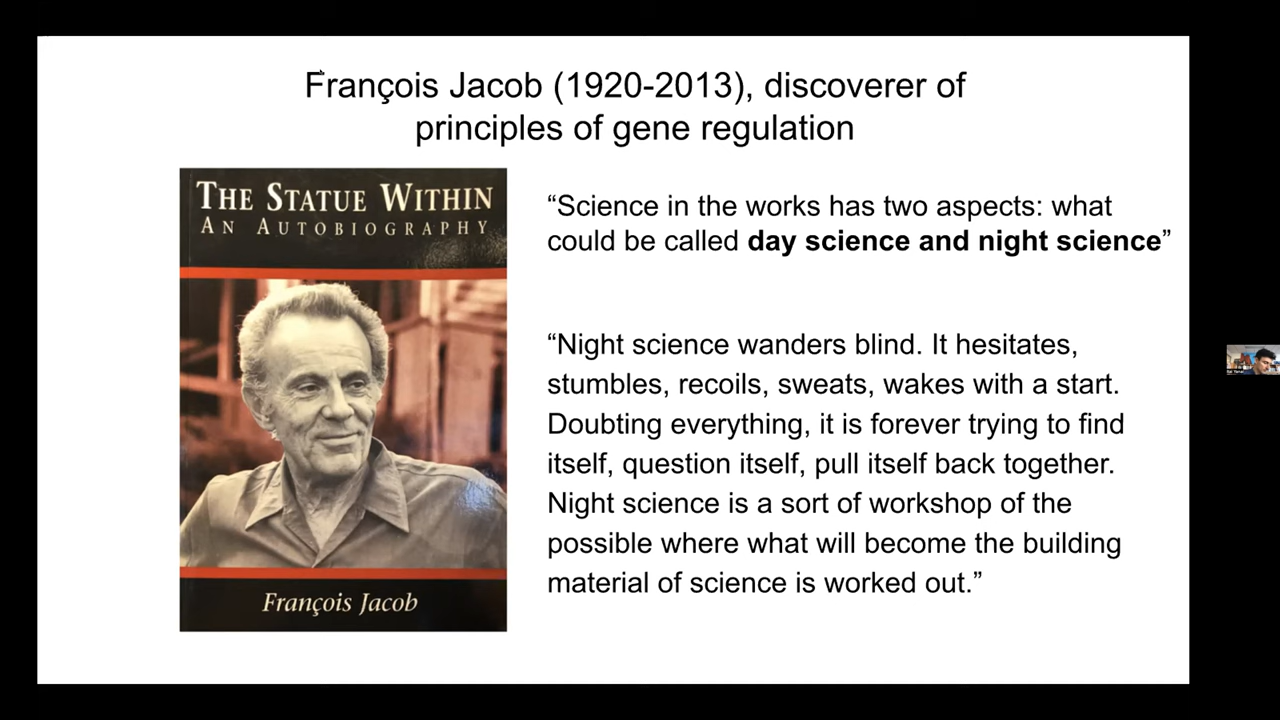 François Jacob (1920-2013), discoverer of
principles of gene regulation
THE STATUE WITHIN
AN AUTOBIOGRAPHY
François Jacob
“Science in the works has two aspects: what
could be called day science and night science”
“Night science wanders blind. It hesitates,
stumbles, recoils, sweats, wakes with a start.
Doubting everything, it is forever trying to find
itself, question itself, pull itself back together.
Night science is a sort of workshop of the
possible where what will become the building
material of science is worked out.”